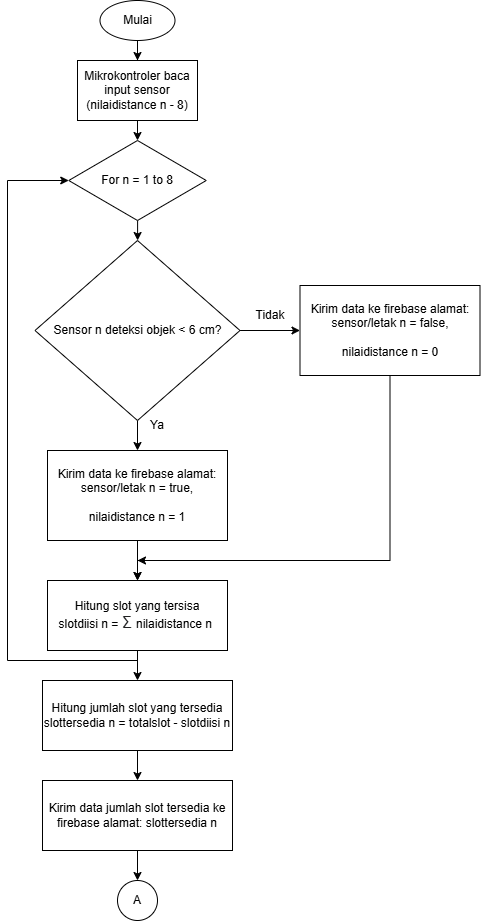 Mulai
Mikrokontroler baca
input sensor
(nilaidistance n - 8)
For n = 1 to 8
Sensor n deteksi objek < 6 cm?
Tidak
Kirim data ke firebase alamat:
sensor/letak n = false,
nilaidistance n = 0
Ya
Kirim data ke firebase alamat:
sensor/letak n = true,
nilaidistance n = 1
Hitung slot yang tersisa
slotdiisi n = ∑ nilaidistance n
Hitung jumlah slot yang tersedia
slottersedia n = totalslot - slotdiisi n
Kirim data jumlah slot tersedia ke
firebase alamat: slottersedia n
A